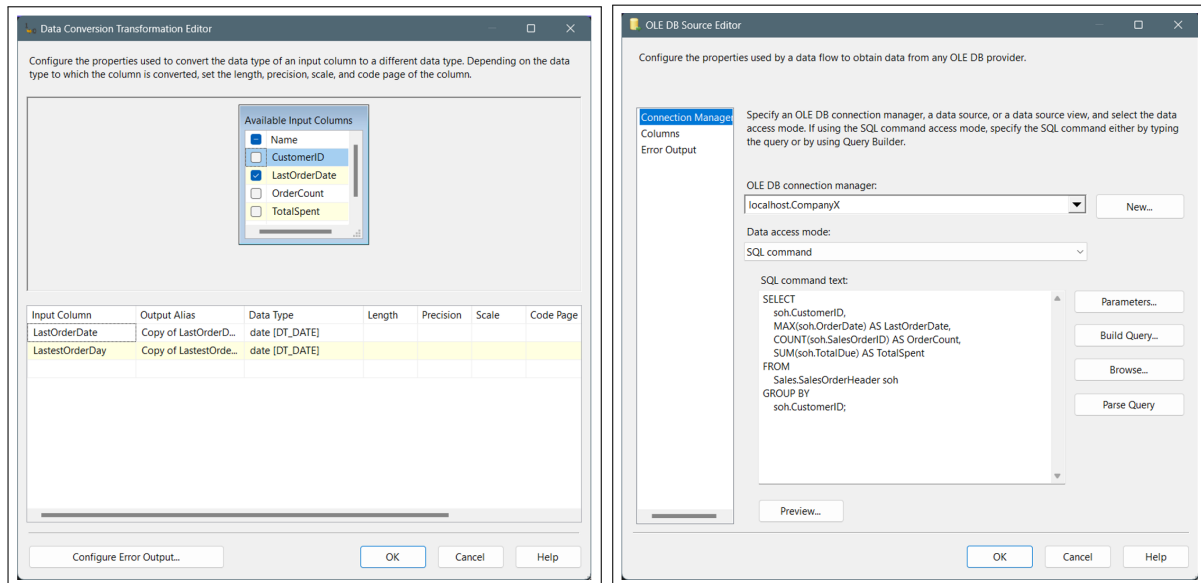 Data Conversion Transformation Editor
Configure the properties used to convert the data type of an input column to a different data type. Depending on the data
type to which the column is converted, set the length, precision, scale, and code page of the column.
Available Input Columns
Name
CustomerID
LastOrderDate
OrderCount
TotalSpent
Input Column Output Alias Data Type Length Precision Scale Code Page
LastOrderDate Copy of LastOrderD... date [DT_DATE]
LastestOrderDay Copy of LastestOrde... date [DT_DATE]
Configure Error Output... OK Cancel Help
OLE DB Source Editor
Configure the properties used by a data flow to obtain data from any OLE DB provider.
Connection Manager
Columns
Error Output
Specify an OLE DB connection manager, a data source, or a data source view, and select the data
access mode. If using the SQL command access mode, specify the SQL command either by typing
the query or by using Query Builder.
OLE DB connection manager:
localhost.CompanyX New...
Data access mode:
SQL command
SQL command text:
SELECT
soh.CustomerID,
MAX(soh.OrderDate) AS LastOrderDate,
COUNT(soh.SalesOrderID) AS OrderCount,
SUM(soh.TotalDue) AS TotalSpent
FROM
Sales.SalesOrderHeader soh
GROUP BY
soh.CustomerID;
Parameters...
Build Query...
Browse...
Parse Query
Preview...
OK Cancel Help